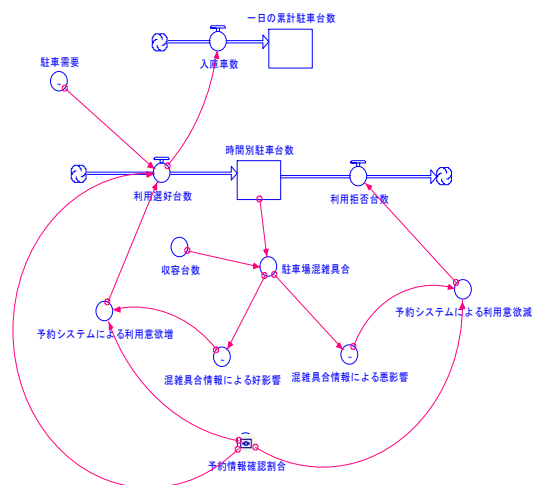 一日の累計駐車台数
駐車需要
入庫車数
時間別駐車台数
利用選好台数
利用拒否台数
収容台数
駐車場混雑具合
予約システムによる利用意欲増
予約システムによる利用意欲減
混雑具合情報による好影響
混雑具合情報による悪影響
予約情報確認割合